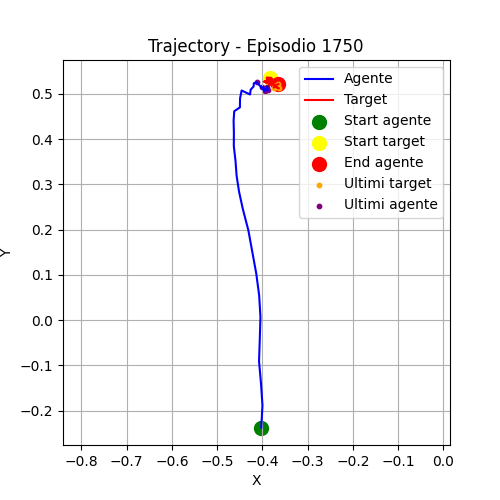 Trajectory - Episodio 1750
Agente
Target
Start agente
Start target
End agente
Ultimi target
Ultimi agente
Y
0.5
0.4
0.3
0.2
0.1
0.0
−0.1
−0.2
−0.8
−0.7
−0.6
−0.5
−0.4
−0.3
−0.2
−0.1
0.0
X